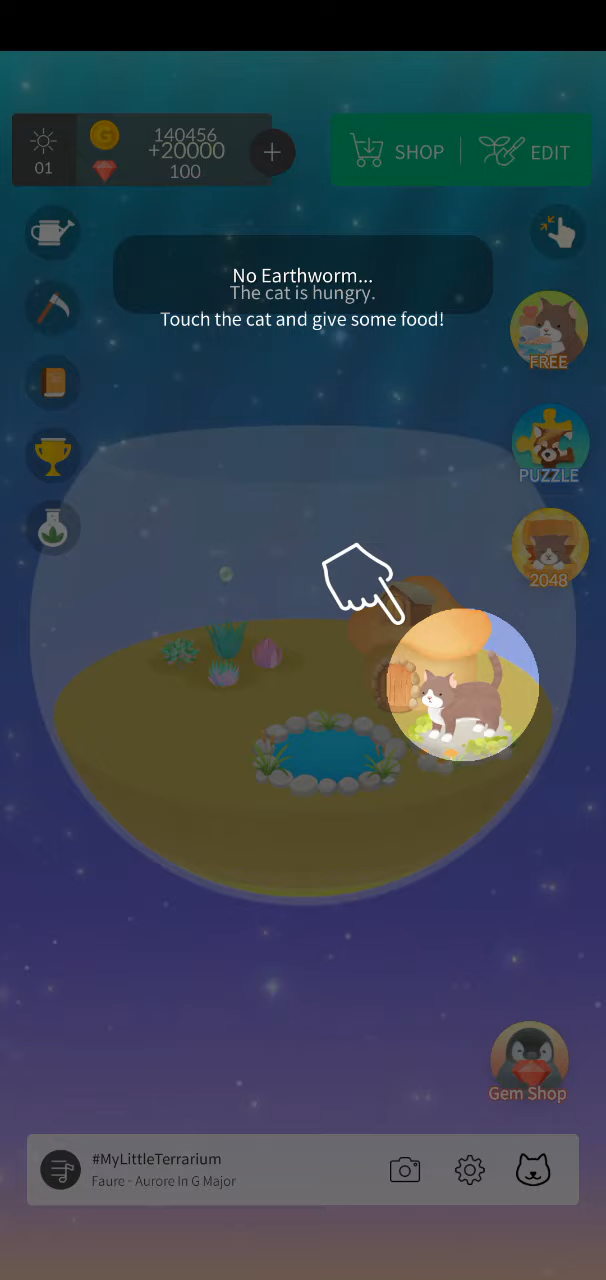 140456
+20000
01
100
SHOP
EDIT
No Earthworm...
The cat is hungry.
Touch the cat and give some food!
FREE
PUZZLE
2048
Gem Shop
#MyLittleTerrarium
Faure - Aurore In G Major